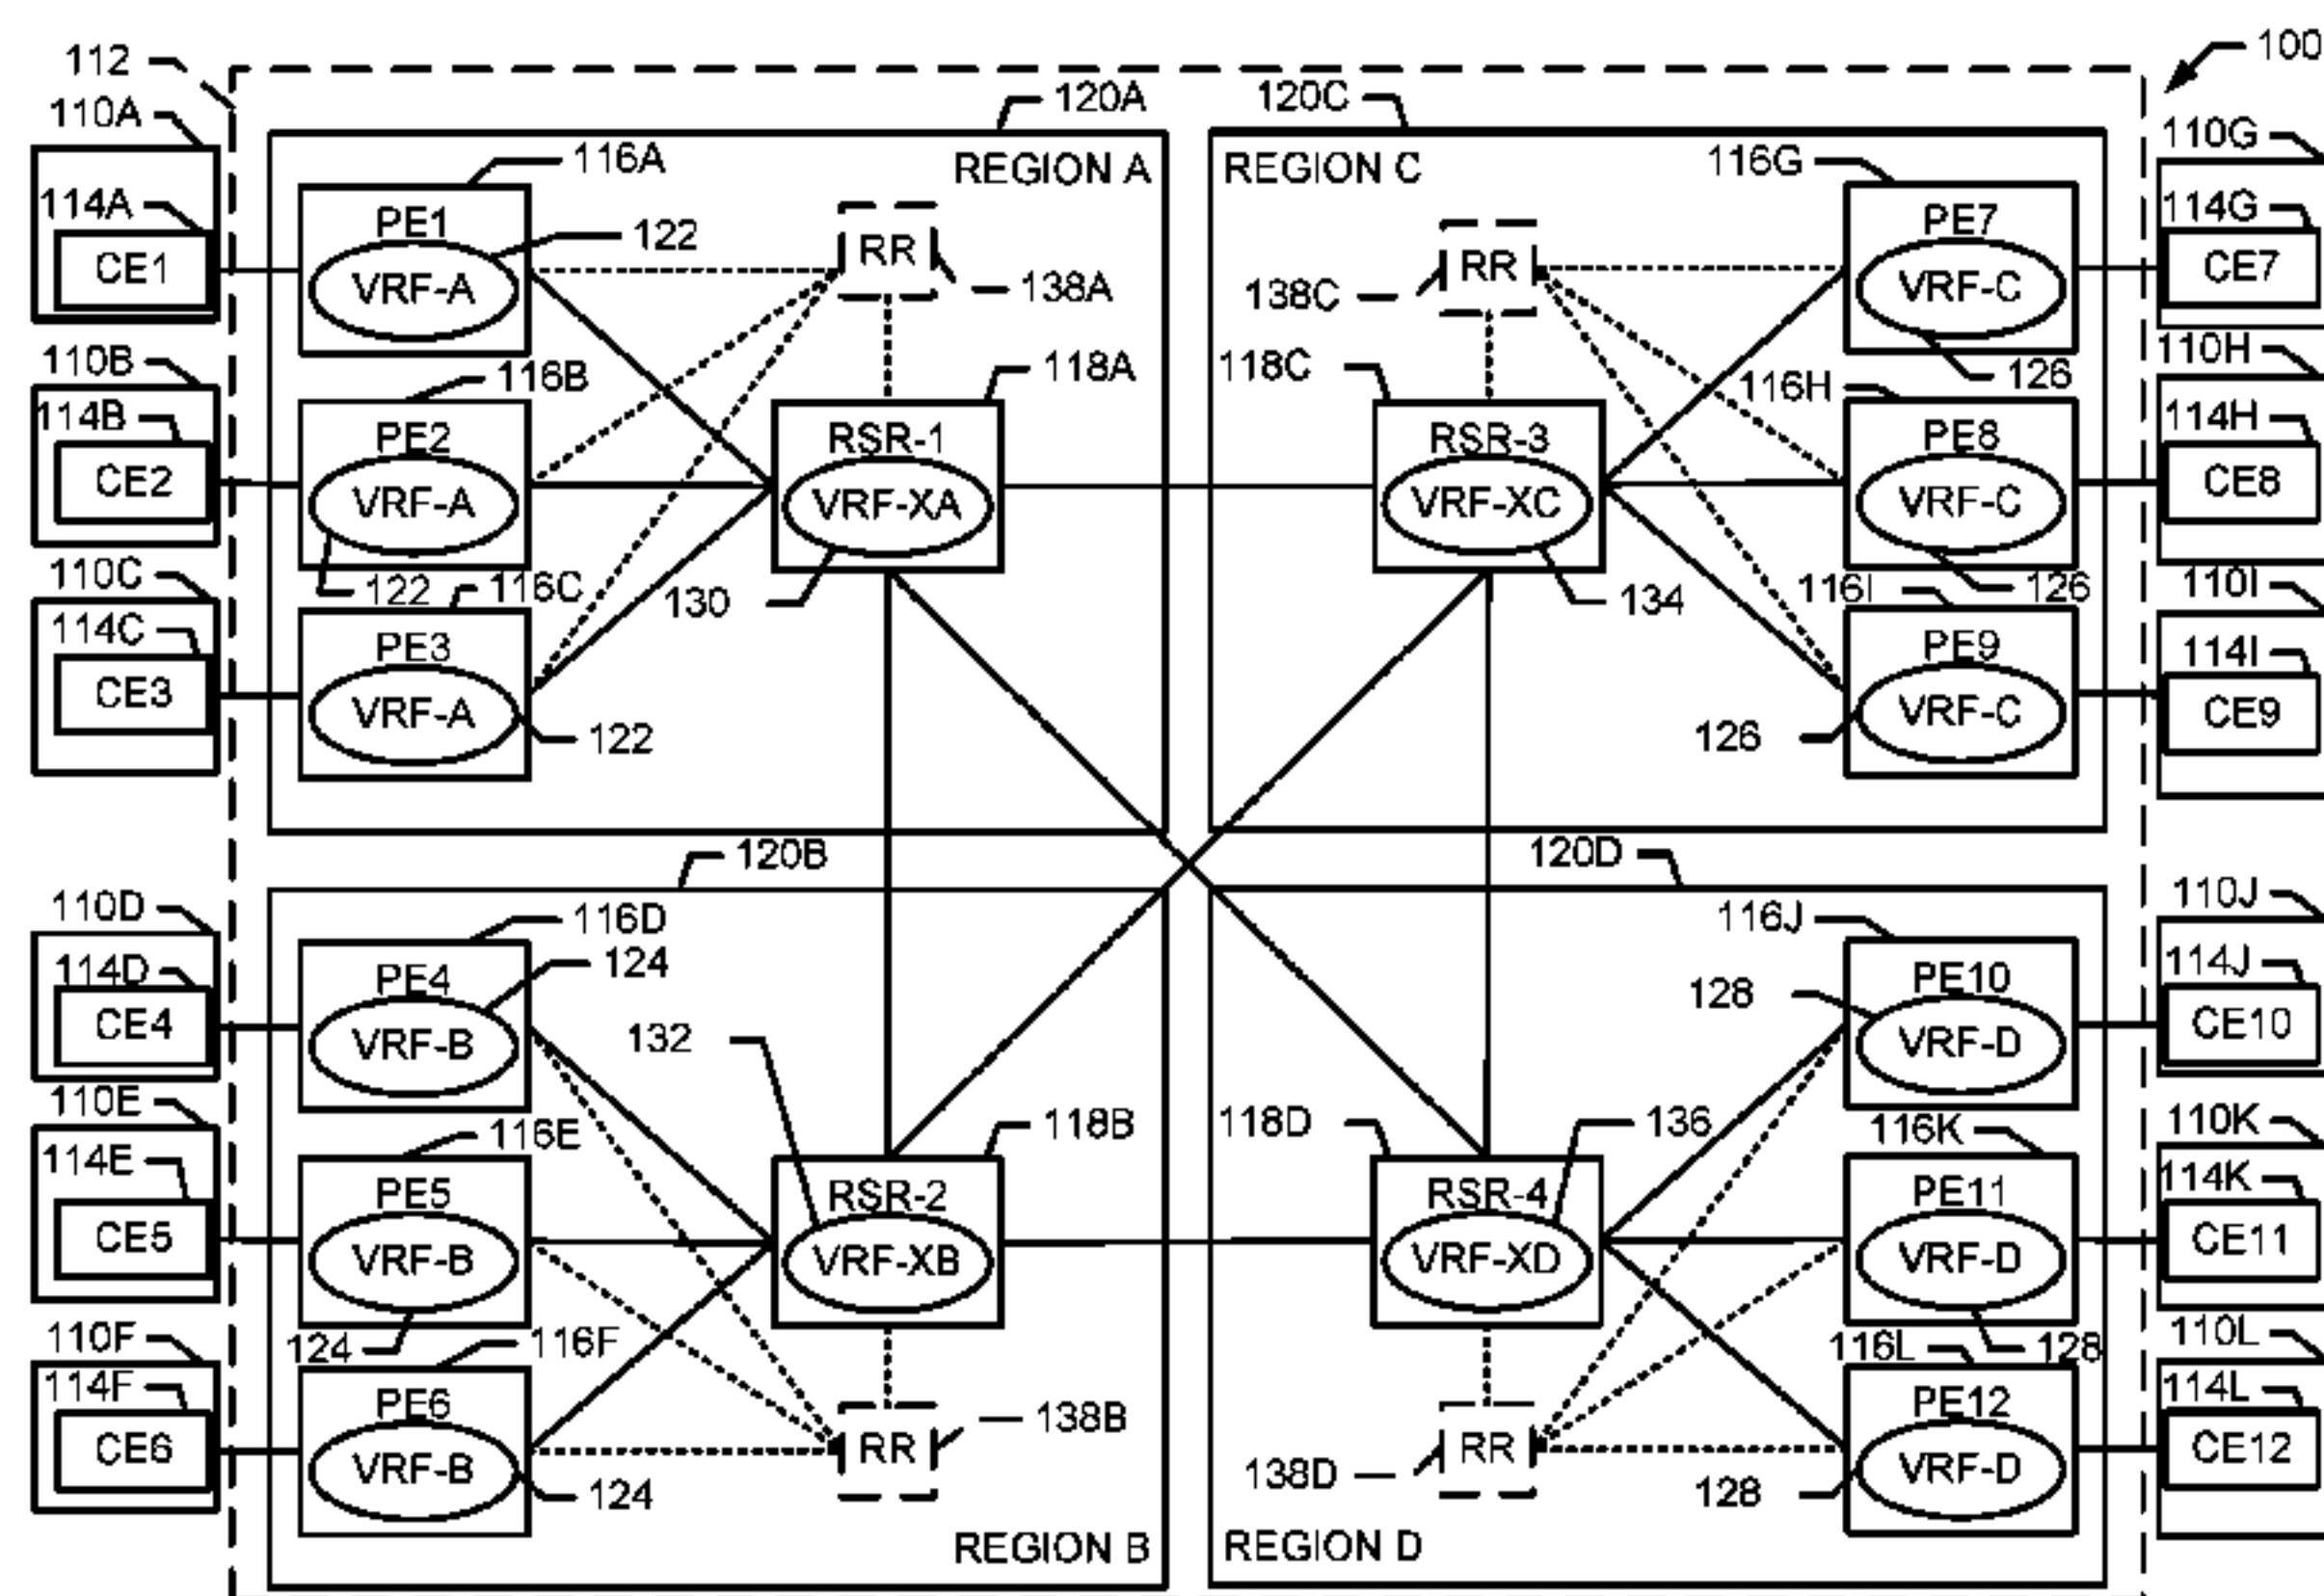 112
100
110A
120A
120C
110G
116A
REGION A
REGION C
116G
114A
PE1
122
RR
138A
138C
RR
PE7
114G
CE1
VRF-A
VRF-C
CE7
110B
116B
118A
118C
116H
126
110H
114B
PE2
RSR-1
RSR-3
PE8
114H
CE2
VRF-A
VRF-XA
VRF-XC
VRF-C
CE8
110C
122
116C
130
134
116I
126
110I
114C
PE3
PE9
114I
CE3
VRF-A
122
126
VRF-C
CE9
120B
120D
110D
116D
116J
110J
114D
PE4
124
128
PE10
114J
CE4
VRF-B
132
VRF-D
CE10
110E
116E
118B
118D
136
116K
110K
114E
PE5
RSR-2
RSR-4
PE11
114K
CE5
VRF-B
VRF-XB
VRF-XD
VRF-D
CE11
110F
124
116F
116L
128
110L
114F
PE6
RR
138B
138D
RR
PE12
114L
CE6
VRF-B
124
128
VRF-D
CE12
REGION B
REGION D